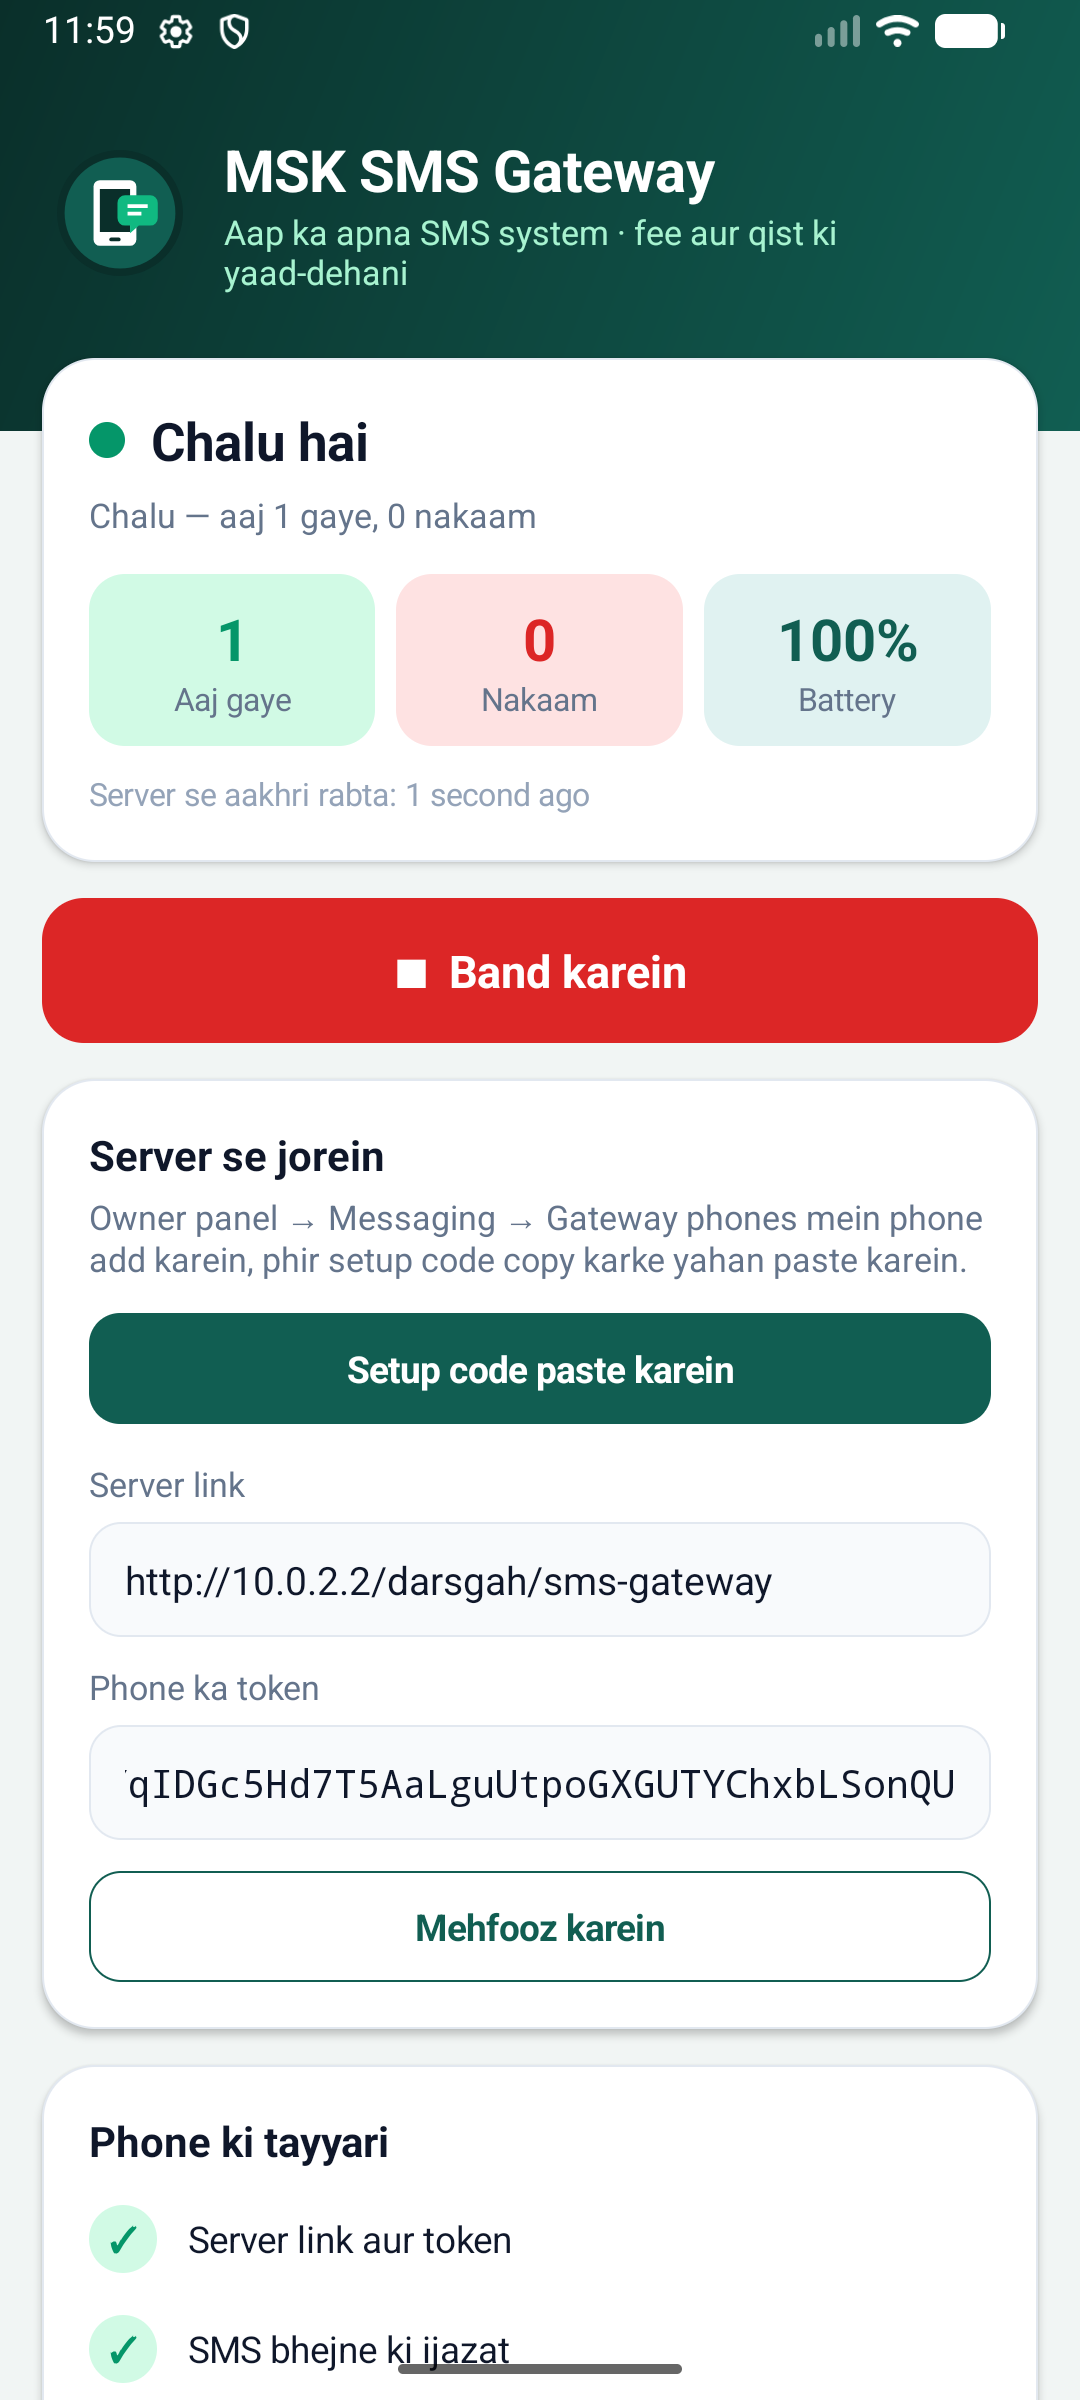 11:59
MSK SMS Gateway
Aap ka apna SMS system · fee aur qist ki
yaad-dehani
Chalu hai
Chalu — aaj 1 gaye, 0 nakaam
1
Aaj gaye
0
Nakaam
100%
Battery
Server se aakhri rabta: 1 second ago
■ Band karein
Server se jorein
Owner panel → Messaging → Gateway phones mein phone
add karein, phir setup code copy karke yahan paste karein.
Setup code paste karein
Server link
http://10.0.2.2/darsgah/sms-gateway
Phone ka token
qIDGc5Hd7T5AaLguUtpoGXGUTYChxbLSonQU
Mehfooz karein
Phone ki tayyari
✓ Server link aur token
✓ SMS bhejne ki ijazat